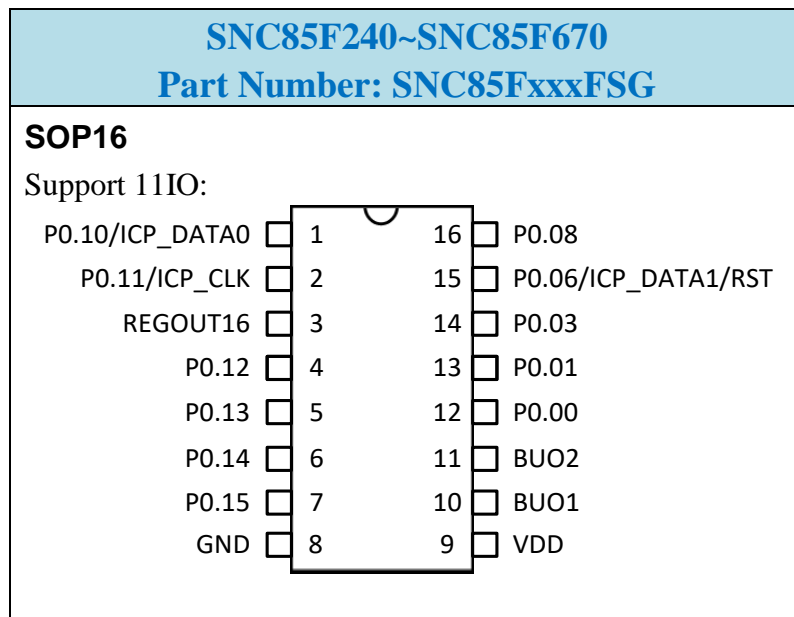 SNC85F240~SNC85F670
Part Number: SNC85FxxxFSG
SOP16
Support 11IO:
P0.10/ICP_DATA0 1 16 P0.08
P0.11/ICP_CLK 2 15 P0.06/ICP_DATA1/RST
REGOUT16 3 14 P0.03
P0.12 4 13 P0.01
P0.13 5 12 P0.00
P0.14 6 11 BUO2
P0.15 7 10 BUO1
GND 8 9 VDD